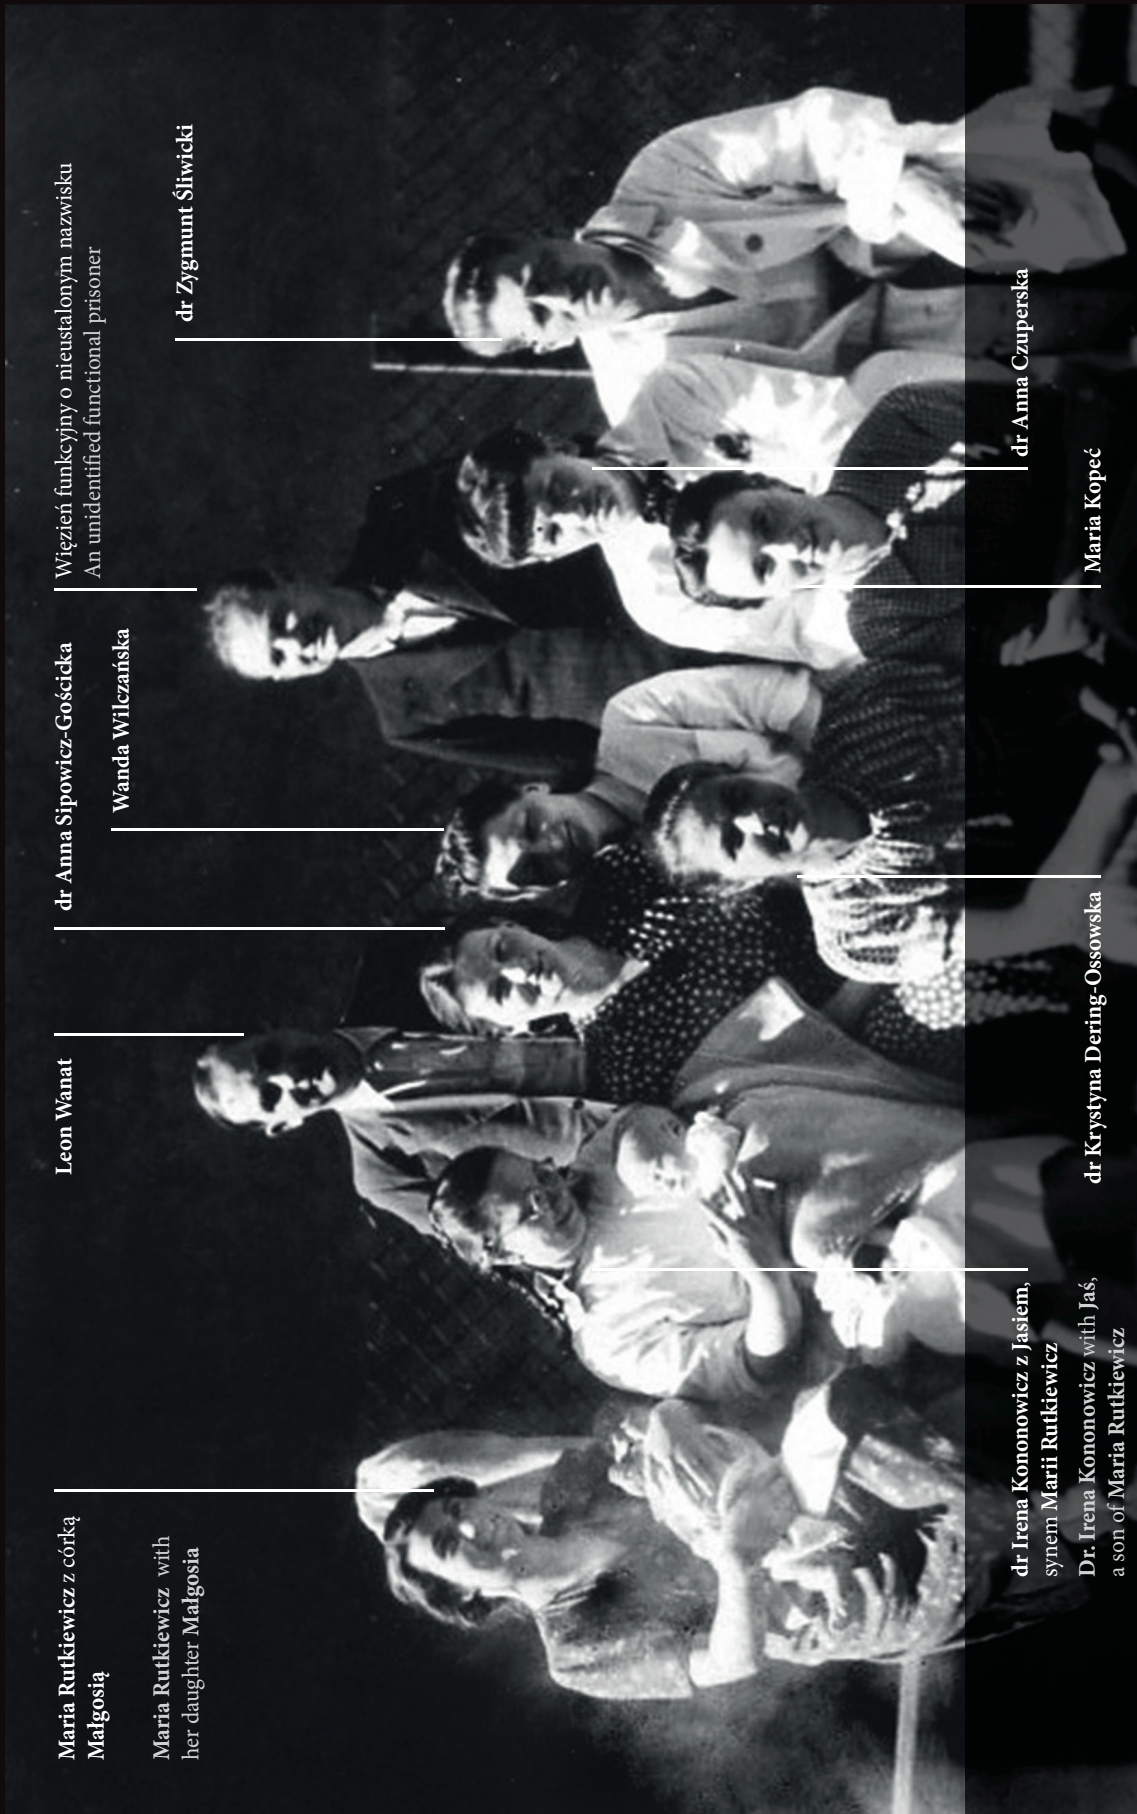 Maria Rutkiewicz z córką
Małgosią
Maria Rutkiewicz with
her daughter Małgosia
Leon Wanat
dr Anna Sipowicz-Gościcka
Wanda Wilczańska
Więzień funkcyjny o nieustalonym nazwisku
An unidentified functional prisoner
dr Zygmunt Śliwicki
dr Irena Kononowicz z Jasiem,
synem Marii Rutkiewicz
Dr. Irena Kononowicz with Jaś,
a son of Maria Rutkiewicz
dr Krystyna Dering-Ossowska
Maria Kopeć
dr Anna Czuperska